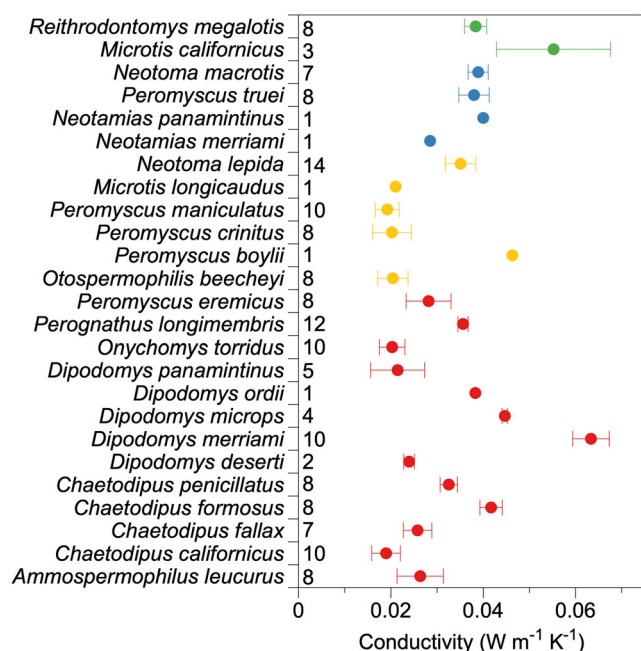 Reithrodontomys megalotis 8
Microtis californicus 3
Neotoma macrotis 7
Peromyscus truei 8
Neotamias panamintinus 1
Neotamias merriami 1
Neotoma lepida 14
Microtis longicaudus 1
Peromyscus maniculatus 10
Peromyscus crinitus 8
Peromyscus boylii 1
Otospermophilis beecheyi 8
Peromyscus eremicus 8
Perognathus longimembris 12
Onychomys torridus 10
Dipodomys panamintinus 5
Dipodomys ordii 1
Dipodomys microps 4
Dipodomys merriami 10
Dipodomys deserti 2
Chaetodipus penicillatus 8
Chaetodipus formosus 8
Chaetodipus fallax 7
Chaetodipus californicus 10
Ammospermophilus leucurus 8
0 0.02 0.04 0.06
Conductivity (W m⁻¹ K⁻¹)